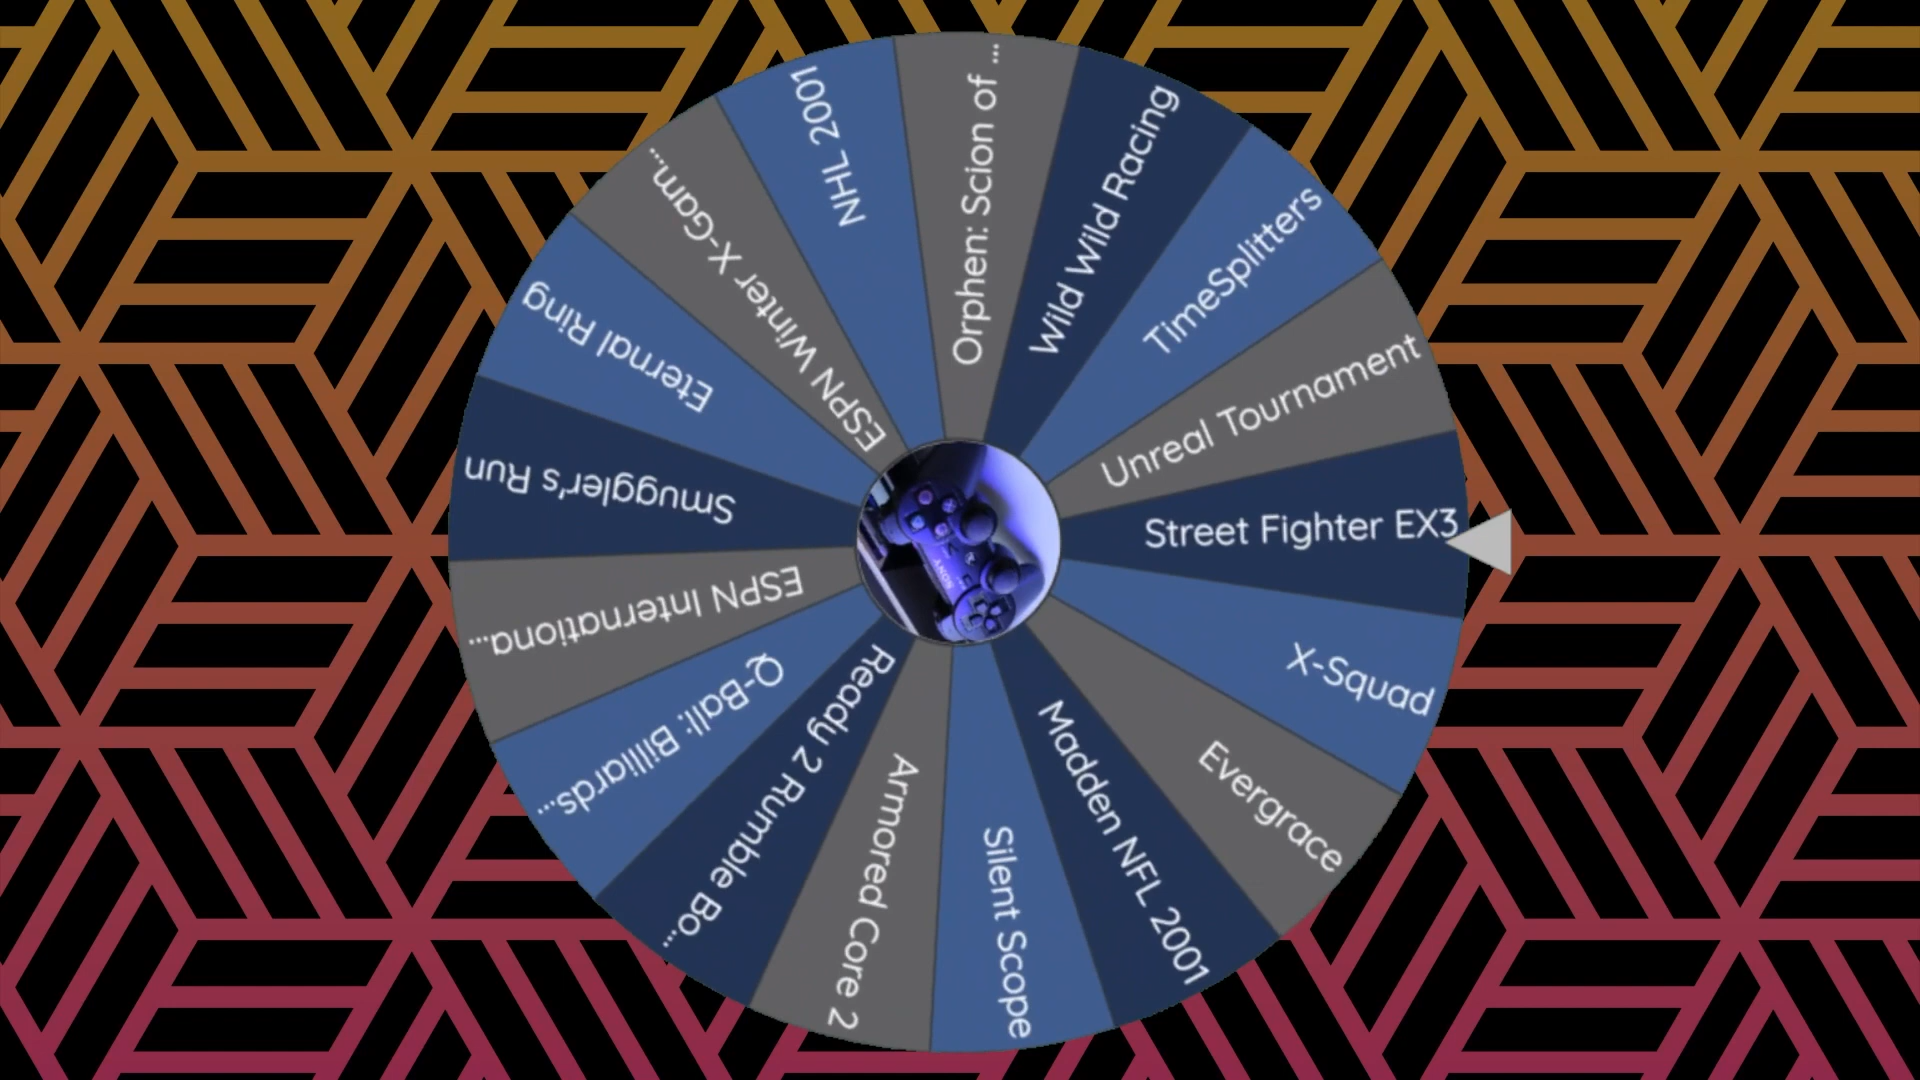 Orphen: Scion of ...
Wild Wild Racing
TimeSplitters
Unreal Tournament
Street Fighter EX3
X-Squad
Evergrace
Madden NFL 2001
Silent Scope
Armored Core 2
Ready 2 Rumble Bo...
Q-Ball: Billiards...
ESPN Internationa...
Smuggler's Run
Eternal Ring
ESPN Winter X-Gam...
NHL 2001
SONY